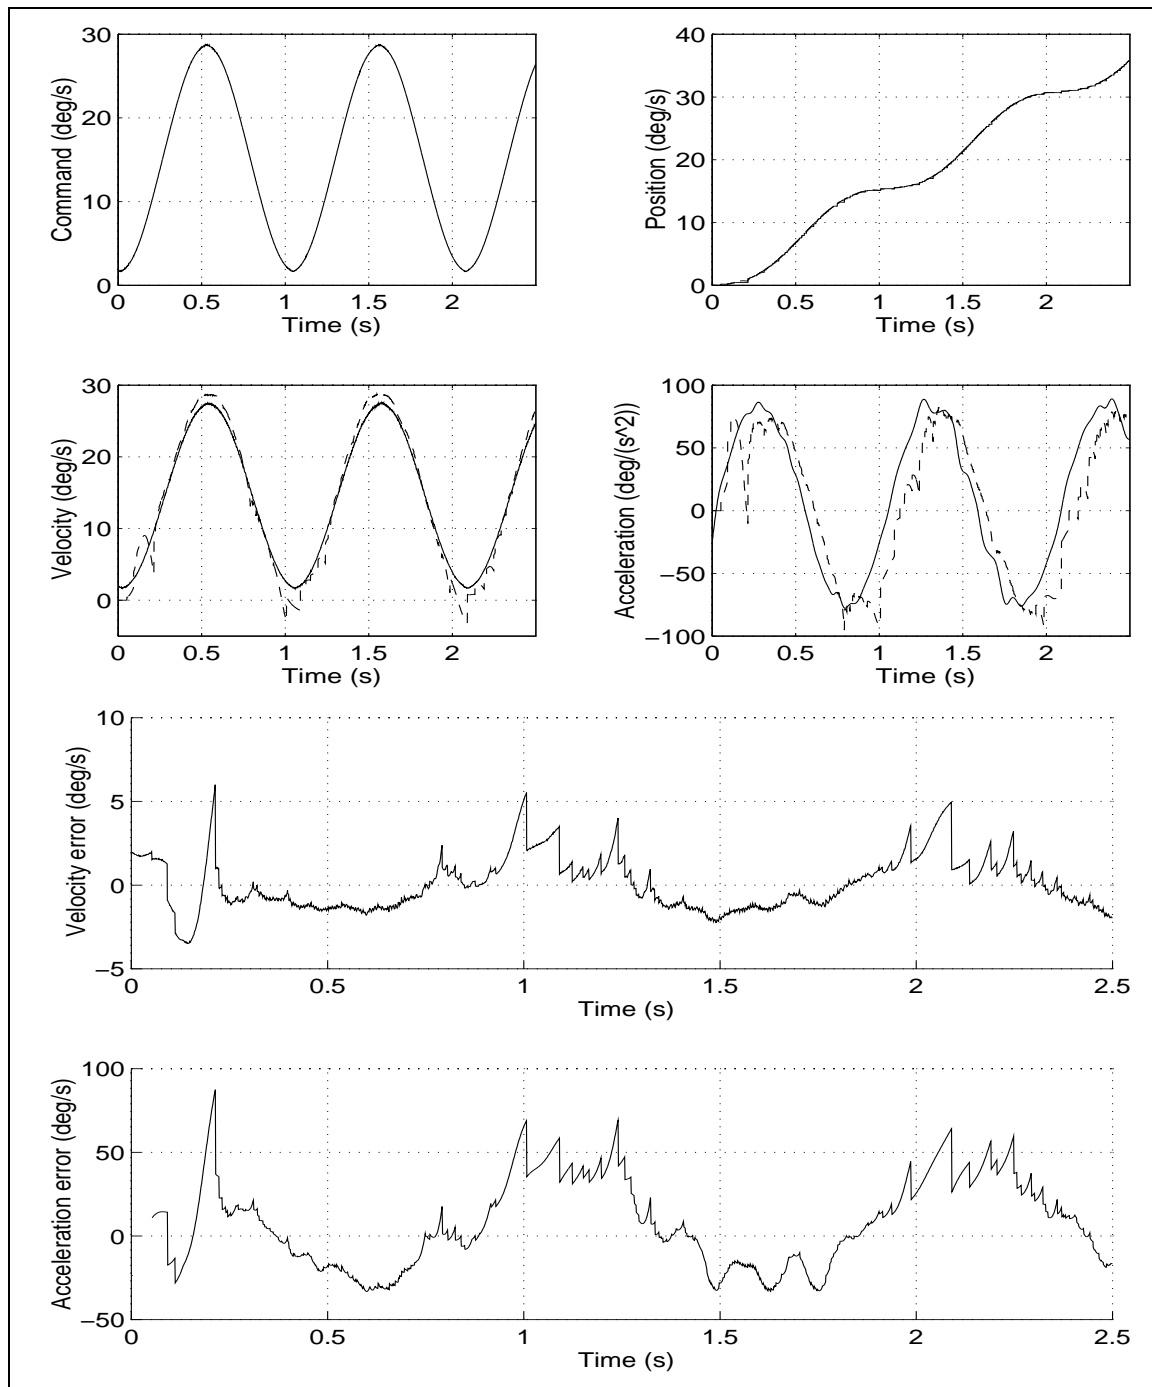 30
20
10
0
Command (deg/s)
0 0.5 1 1.5 2
Time (s)
40
30
20
10
0
Position (deg/s)
0 0.5 1 1.5 2
Time (s)
30
20
10
0
Velocity (deg/s)
0 0.5 1 1.5 2
Time (s)
100
50
0
−50
−100
Acceleration (deg/(s^2))
0 0.5 1 1.5 2
Time (s)
10
5
0
−5
Velocity error (deg/s)
0 0.5 1 1.5 2 2.5
Time (s)
100
50
0
−50
Acceleration error (deg/s)
0 0.5 1 1.5 2 2.5
Time (s)